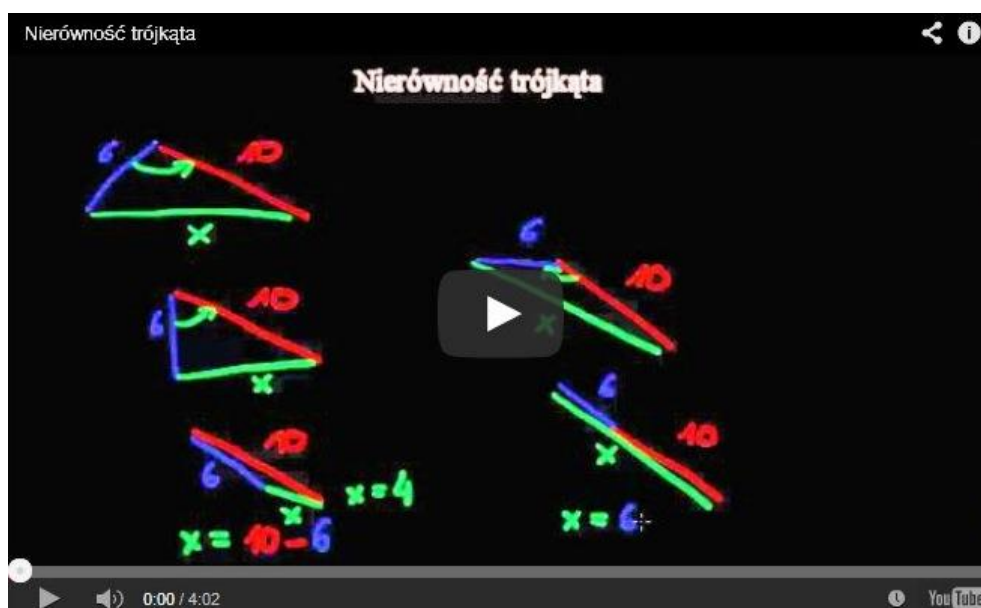 Nierówność trójkąta
Nierówność trójkąta
6 10
x
6 10
x
10
6
x
x = 4
x = 10 - 6
6
10
x
6
10
x
x = 6
0:00 / 4:02
YouTube